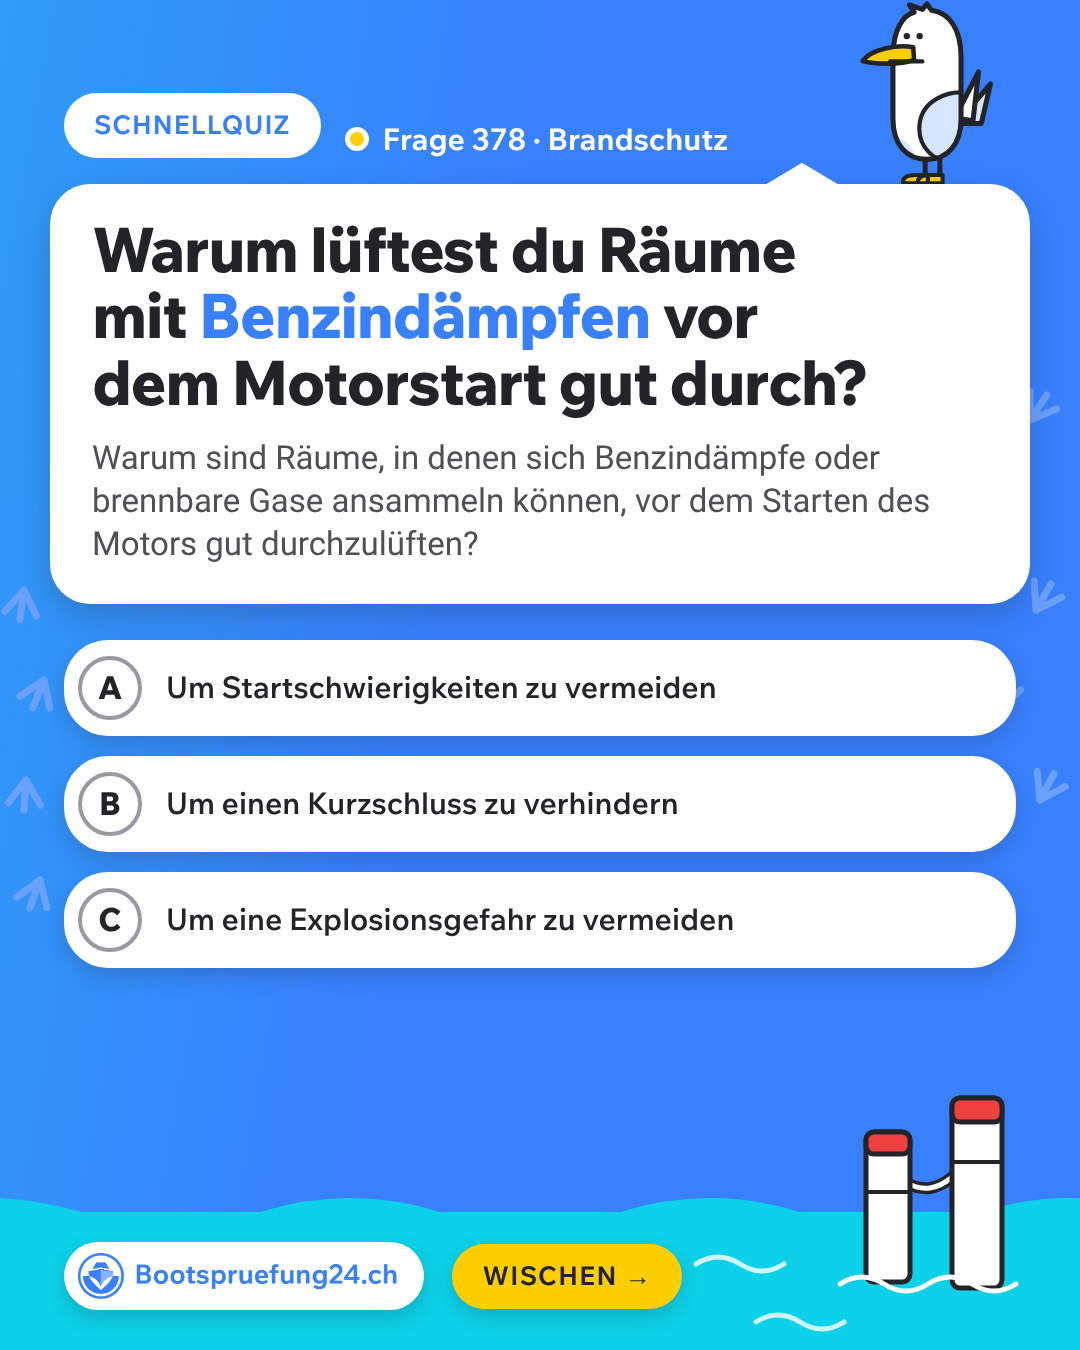 SCHNELLQUIZ
Frage 378 · Brandschutz
Warum lüftest du Räume
mit Benzindämpfen vor
dem Motorstart gut durch?
Warum sind Räume, in denen sich Benzindämpfe oder
brennbare Gase ansammeln können, vor dem Starten des
Motors gut durchzulüften?
A Um Startschwierigkeiten zu vermeiden
B Um einen Kurzschluss zu verhindern
C Um eine Explosionsgefahr zu vermeiden
Bootspruefung24.ch
WISCHEN →